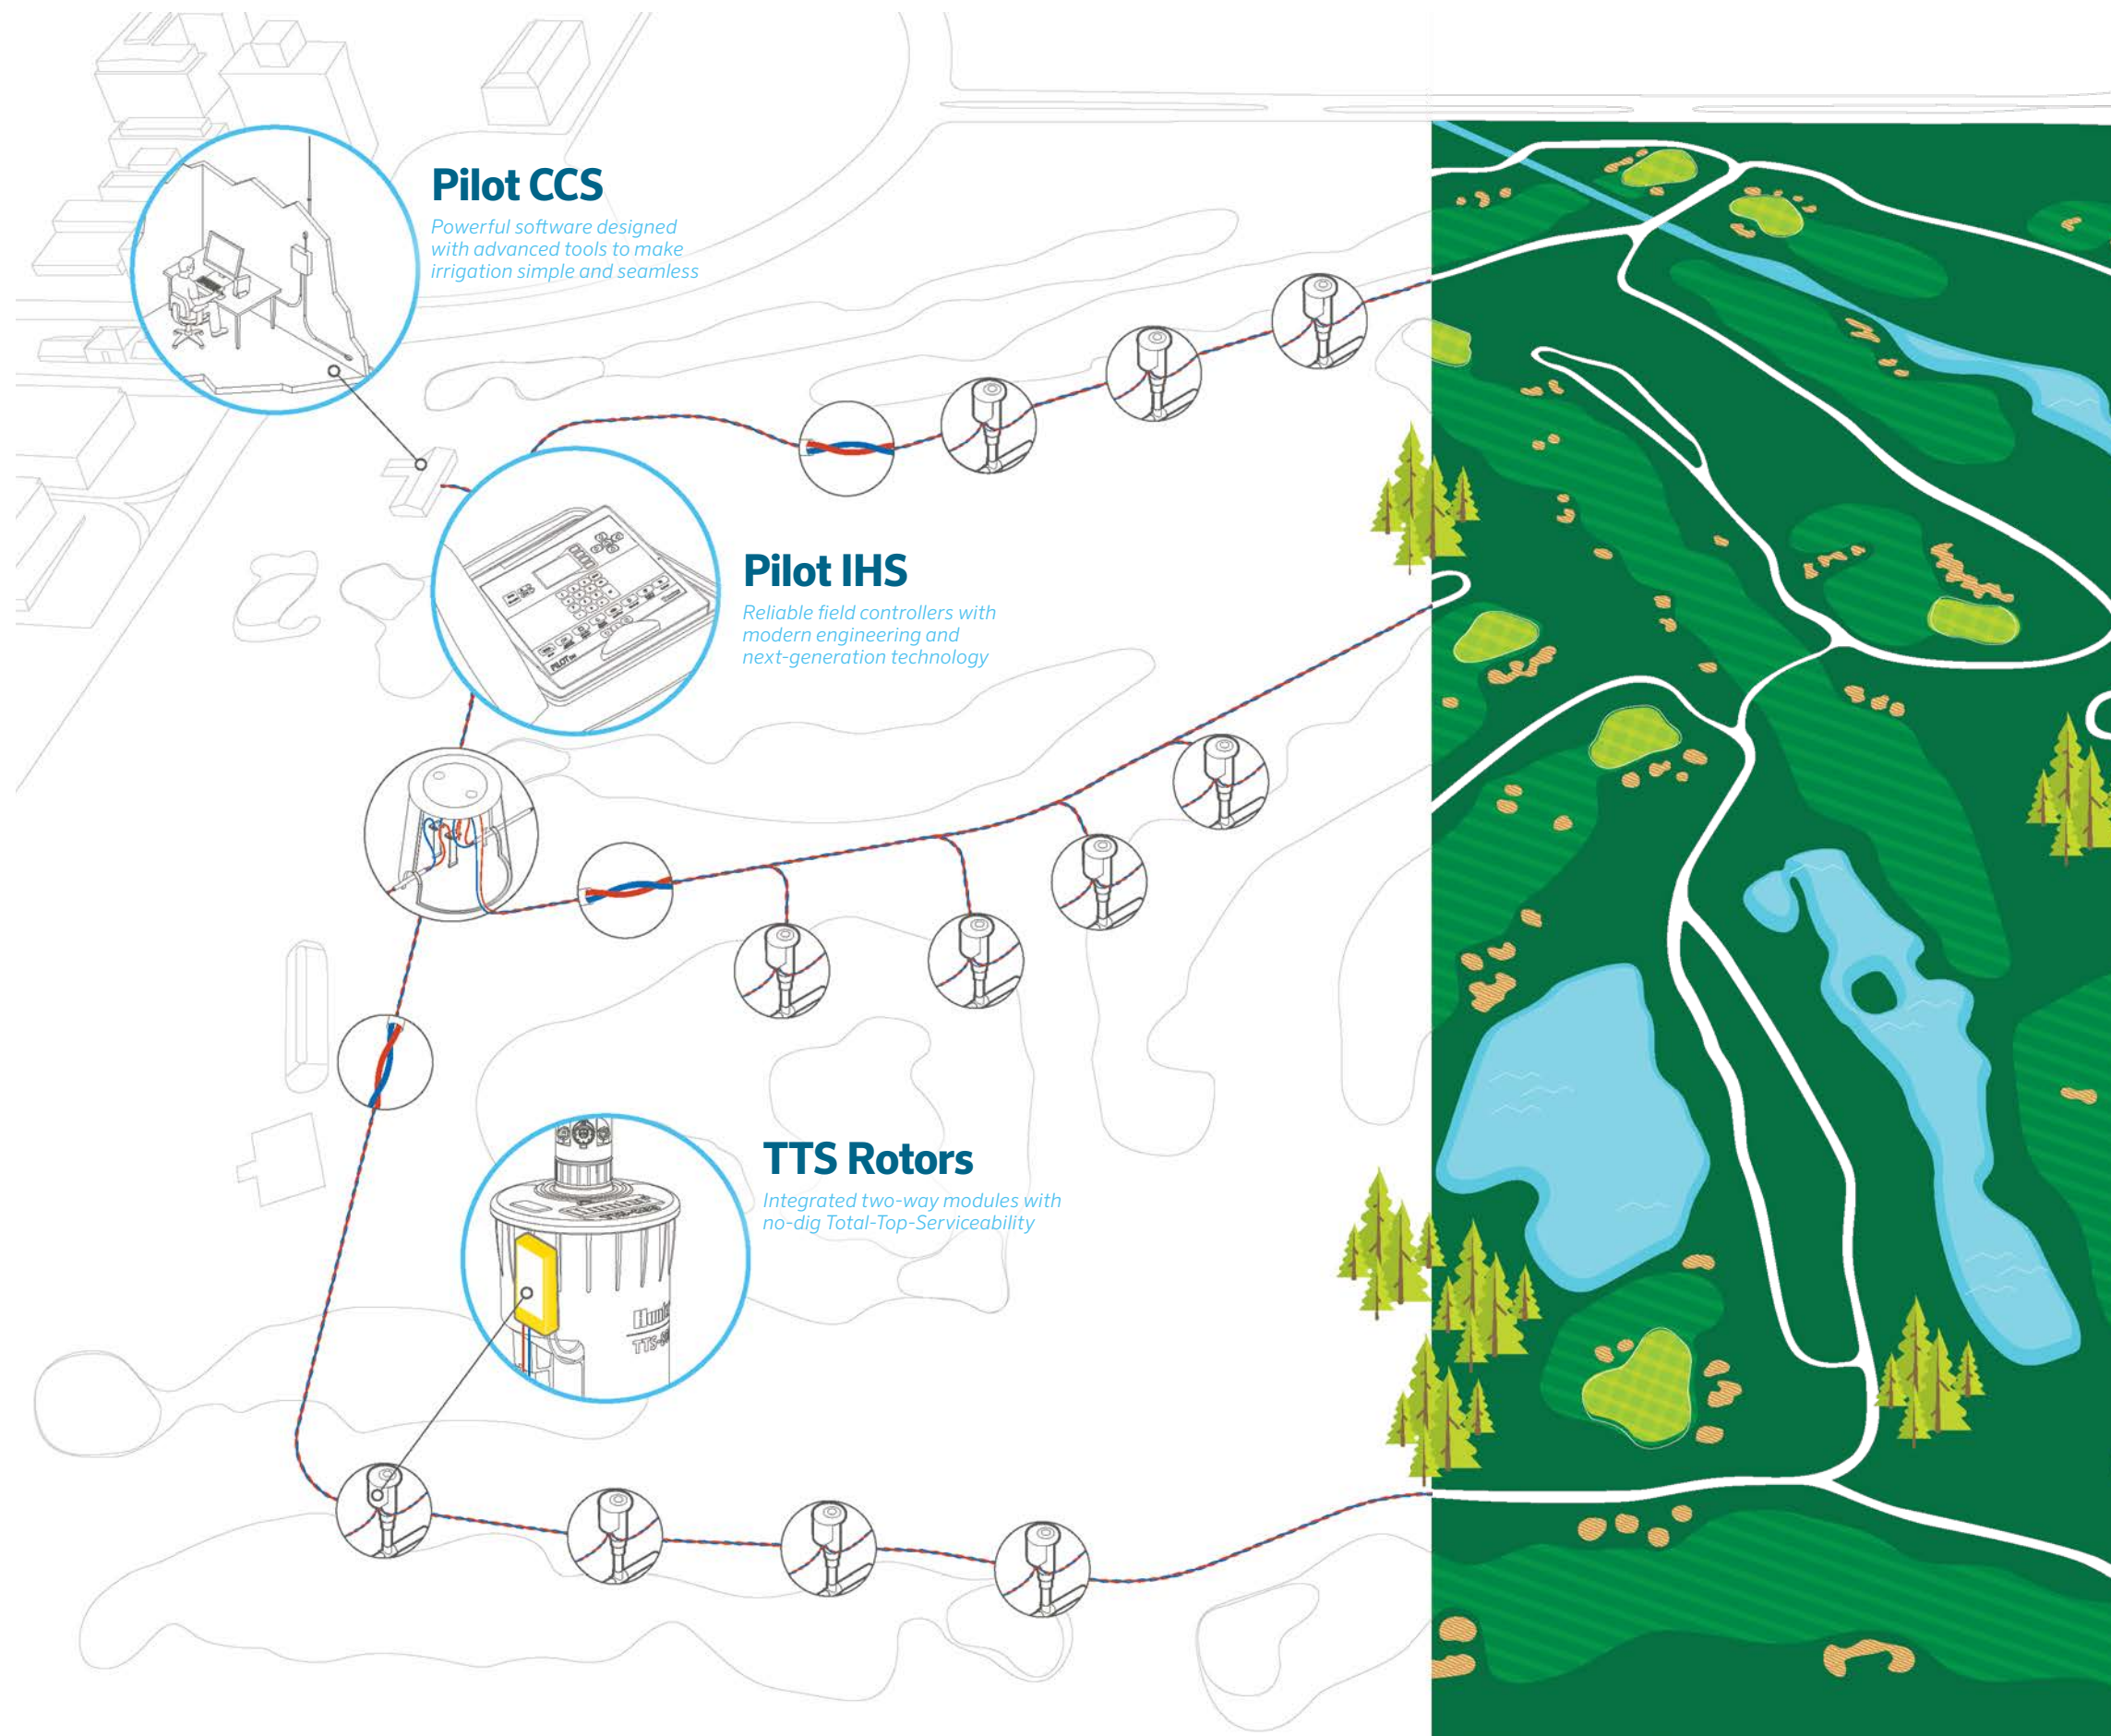 Pilot CCS
Powerful software designed
with advanced tools to make
irrigation simple and seamless
Pilot IHS
Reliable field controllers with
modern engineering and
next-generation technology
PILOT
TTS Rotors
Integrated two-way modules with
no-dig Total-Top-Serviceability